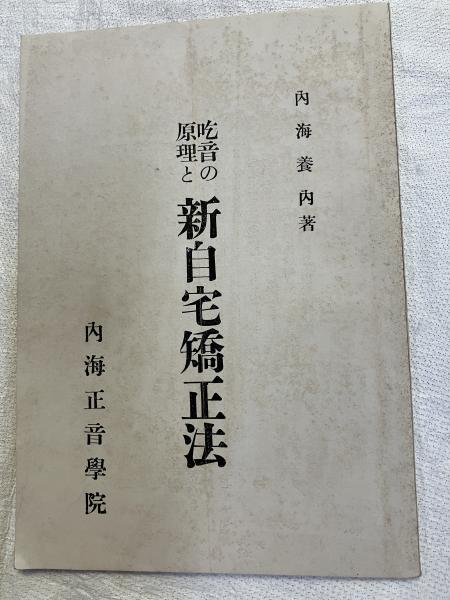 內海養內著
吃音の
原理と
新自宅矯正法
內海正音學院